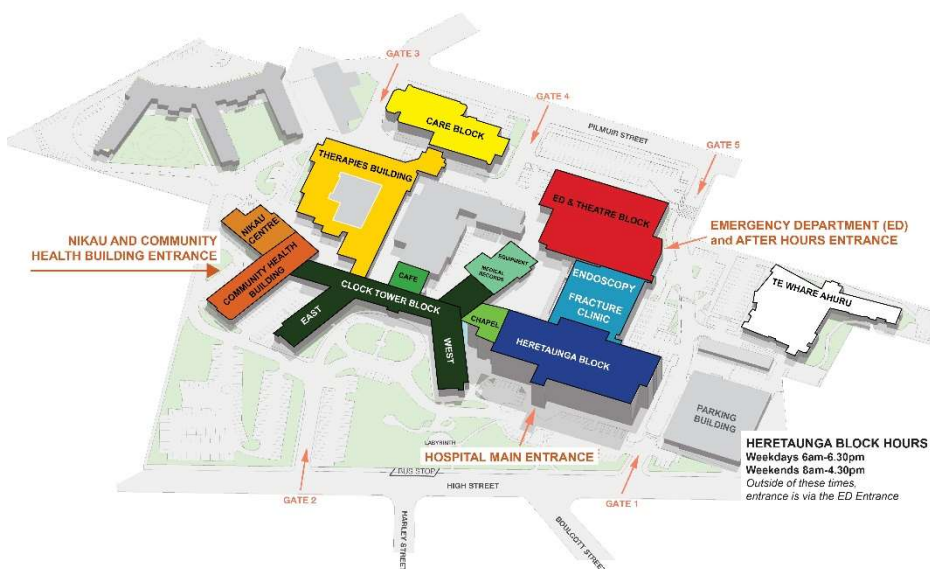 GATE 3
CARE BLOCK
GATE 4
PILMUIR STREET
GATE 5
THERAPIES BUILDING
ED & THEATRE BLOCK
EMERGENCY DEPARTMENT (ED)
and AFTER HOURS ENTRANCE
NIKAU
CENTRE
NIKAU AND COMMUNITY
HEALTH BUILDING ENTRANCE
COMMUNITY HEALTH
BUILDING
CAFE
EQUIPMENT
MEDICAL
RECORDS
ENDOSCOPY
FRACTURE
CLINIC
TE WHARE AHURU
CLOCK TOWER BLOCK
EAST
WEST
CHAPEL
HERETAUNGA BLOCK
PARKING
BUILDING
LABYRINTH
HOSPITAL MAIN ENTRANCE
BUS STOP
HIGH STREET
GATE 2
GATE 1
HARLEY STREET
BOULCOTT STREET
HERETAUNGA BLOCK HOURS
Weekdays 6am-6.30pm
Weekends 8am-4.30pm
Outside of these times,
entrance is via the ED Entrance